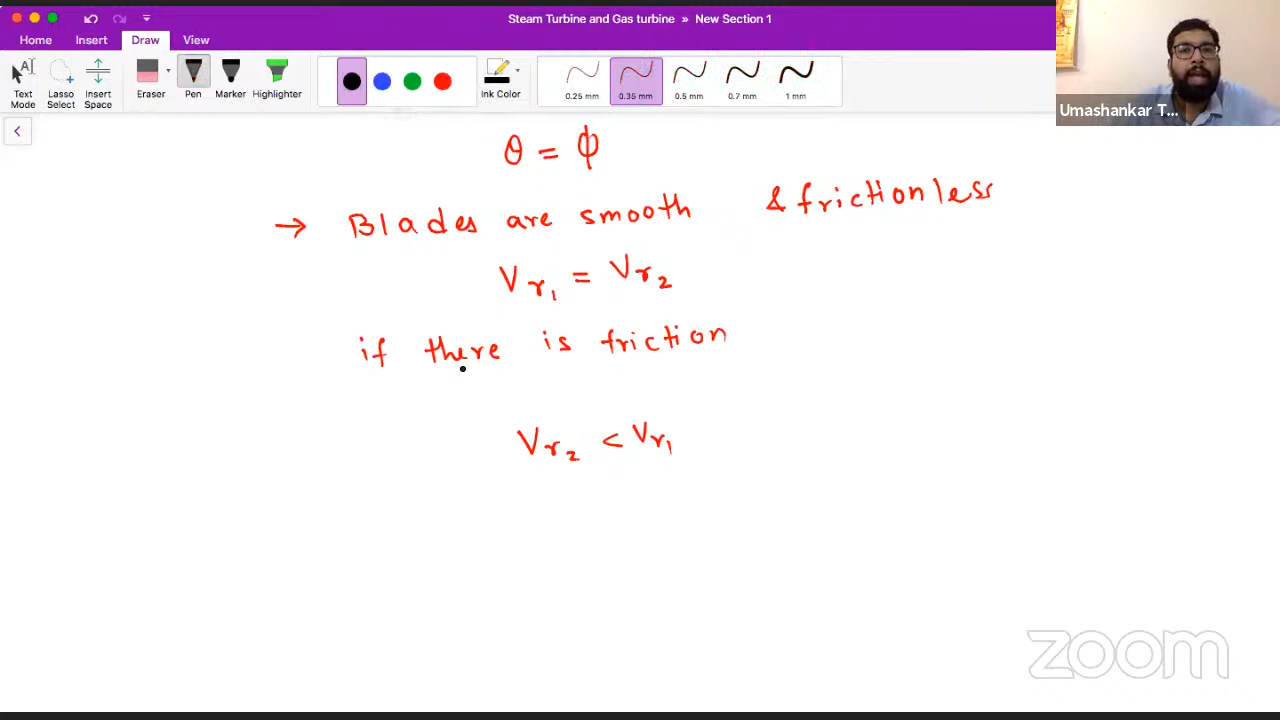 Steam Turbine and Gas turbine » New Section 1
Home Insert Draw View
Text Mode
Lasso Select
Insert Space
Eraser
Pen
Marker
Highlighter
Ink Color
0.25 mm
0.35 mm
0.5 mm
0.7 mm
1 mm
Umashankar T...
θ = ϕ
→ Blades are smooth & frictionless
Vr₁ = Vr₂
if there is friction
Vr₂ < Vr₁
zoom